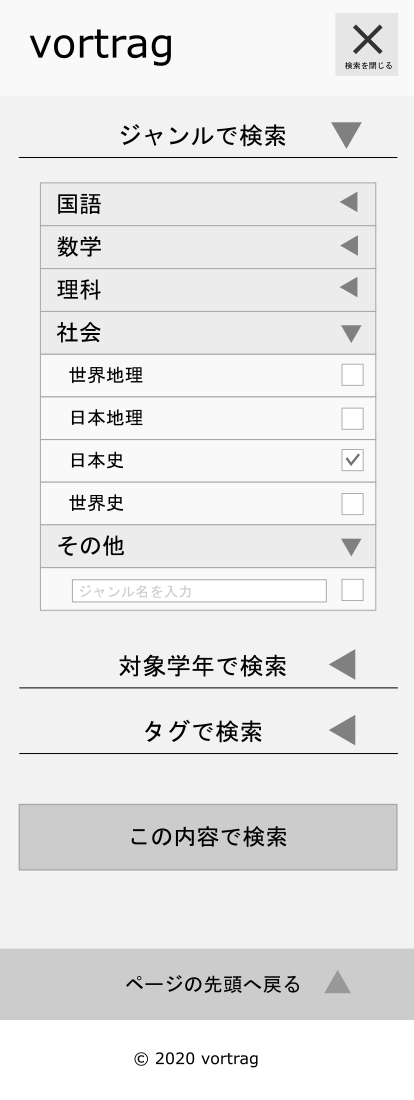 vortrag
検索を閉じる
ジャンルで検索
国語
数学
理科
社会
世界地理
日本地理
日本史
世界史
その他
ジャンル名を入力
対象学年で検索
タグで検索
この内容で検索
ページの先頭へ戻る
© 2020 vortrag